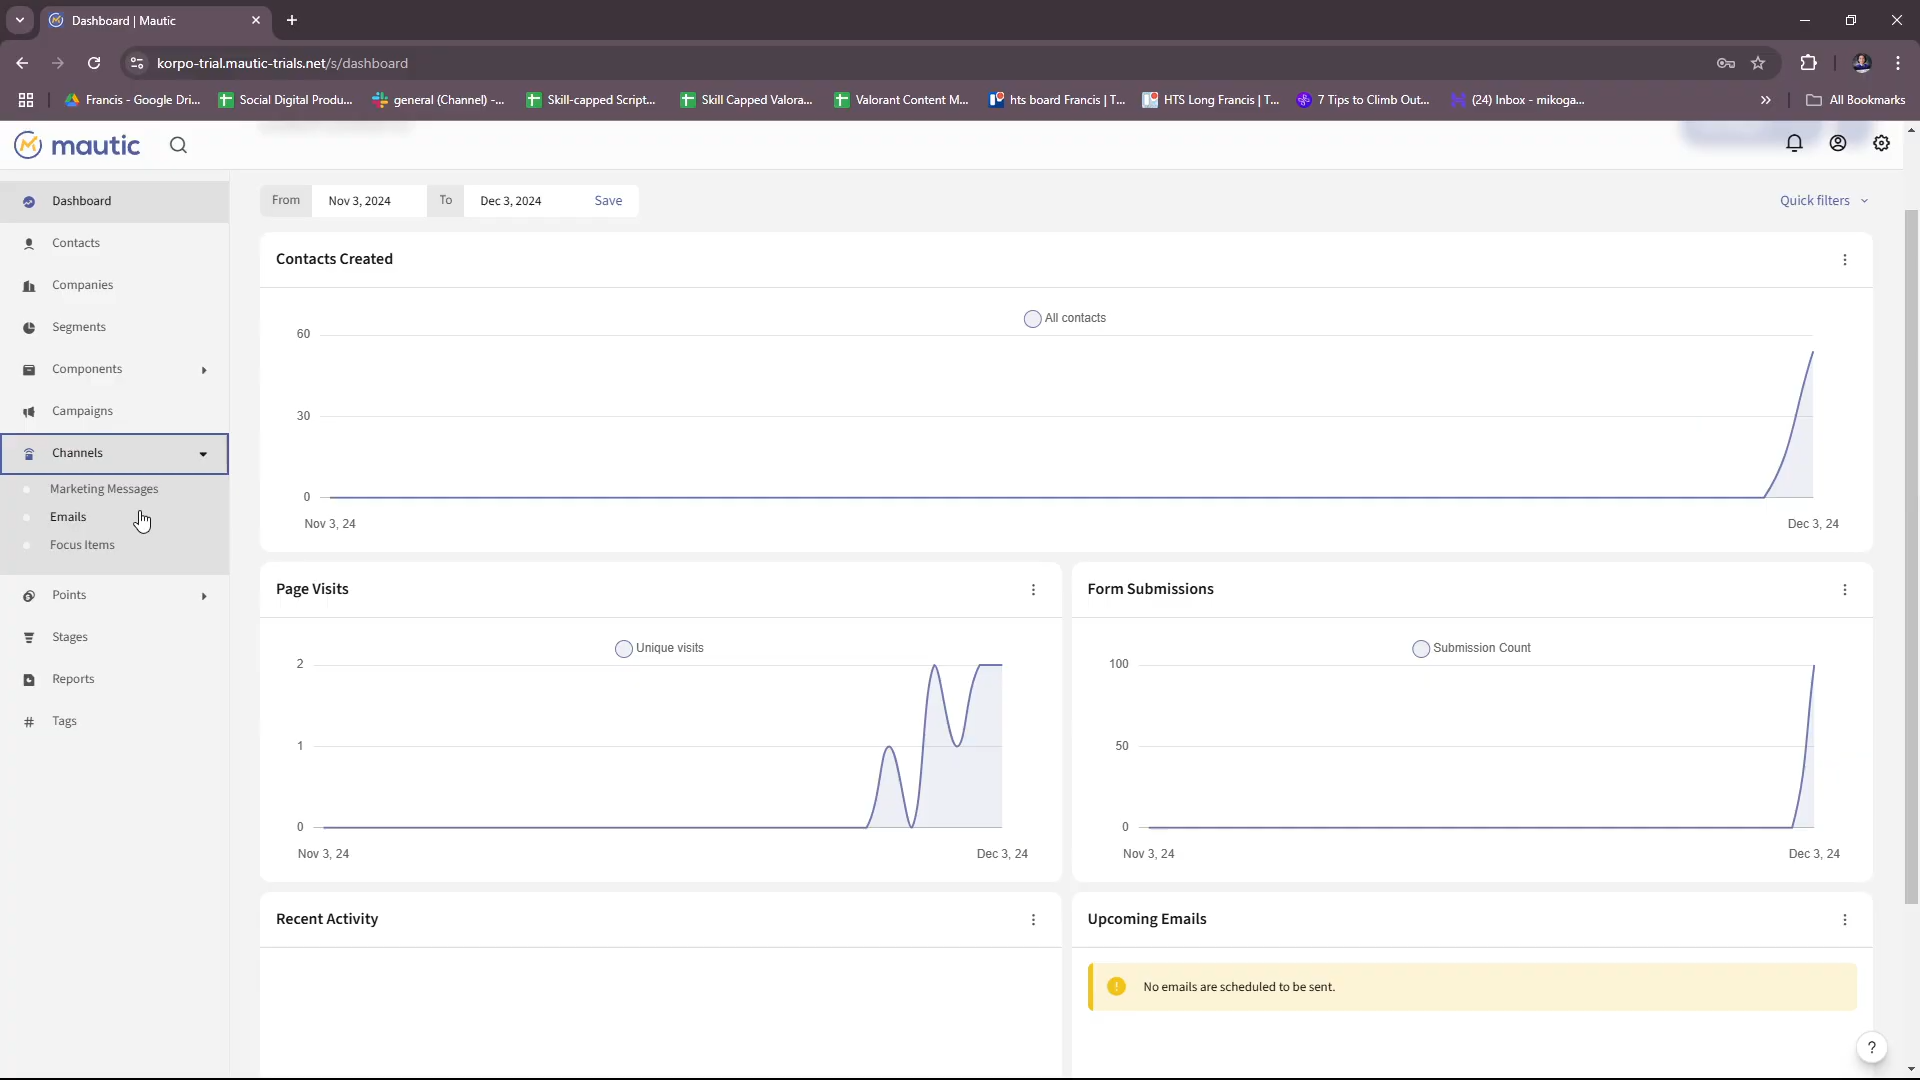 Dashboard | Mautic
korpo-trial.mautic-trials.net/s/dashboard
Francis - Google Dri...
Social Digital Produ...
general (Channel) -...
Skill-capped Script...
Skill Capped Valora...
Valorant Content M...
hts board Francis | T...
HTS Long Francis | T...
7 Tips to Climb Out...
(24) Inbox - mikoga...
All Bookmarks
mautic
Dashboard
Contacts
Companies
Segments
Components
Campaigns
Channels
Marketing Messages
Emails
Focus Items
Points
Stages
Reports
Tags
From Nov 3, 2024 To Dec 3, 2024 Save
Quick filters
Contacts Created
All contacts
60
30
0
Nov 3, 24 Dec 3, 24
Page Visits
Unique visits
2
1
0
Nov 3, 24 Dec 3, 24
Form Submissions
Submission Count
100
50
0
Nov 3, 24 Dec 3, 24
Recent Activity
Upcoming Emails
! No emails are scheduled to be sent.
?